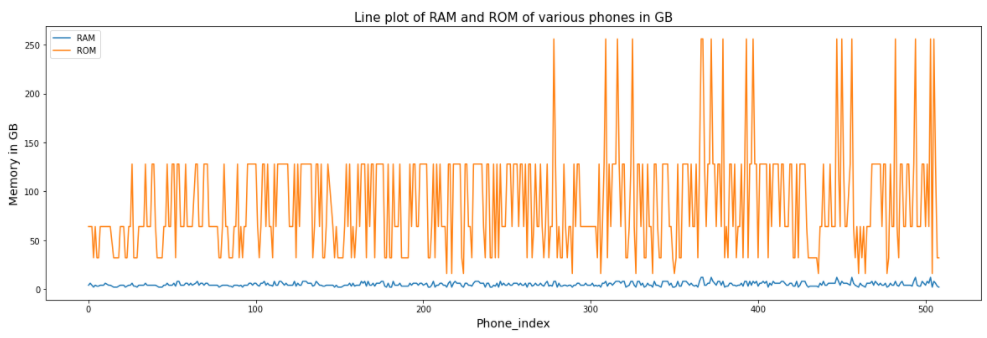 Line plot of RAM and ROM of various phones in GB
RAM
ROM
Memory in GB
250
200
150
100
50
0
0 100 200 300 400 500
Phone_index